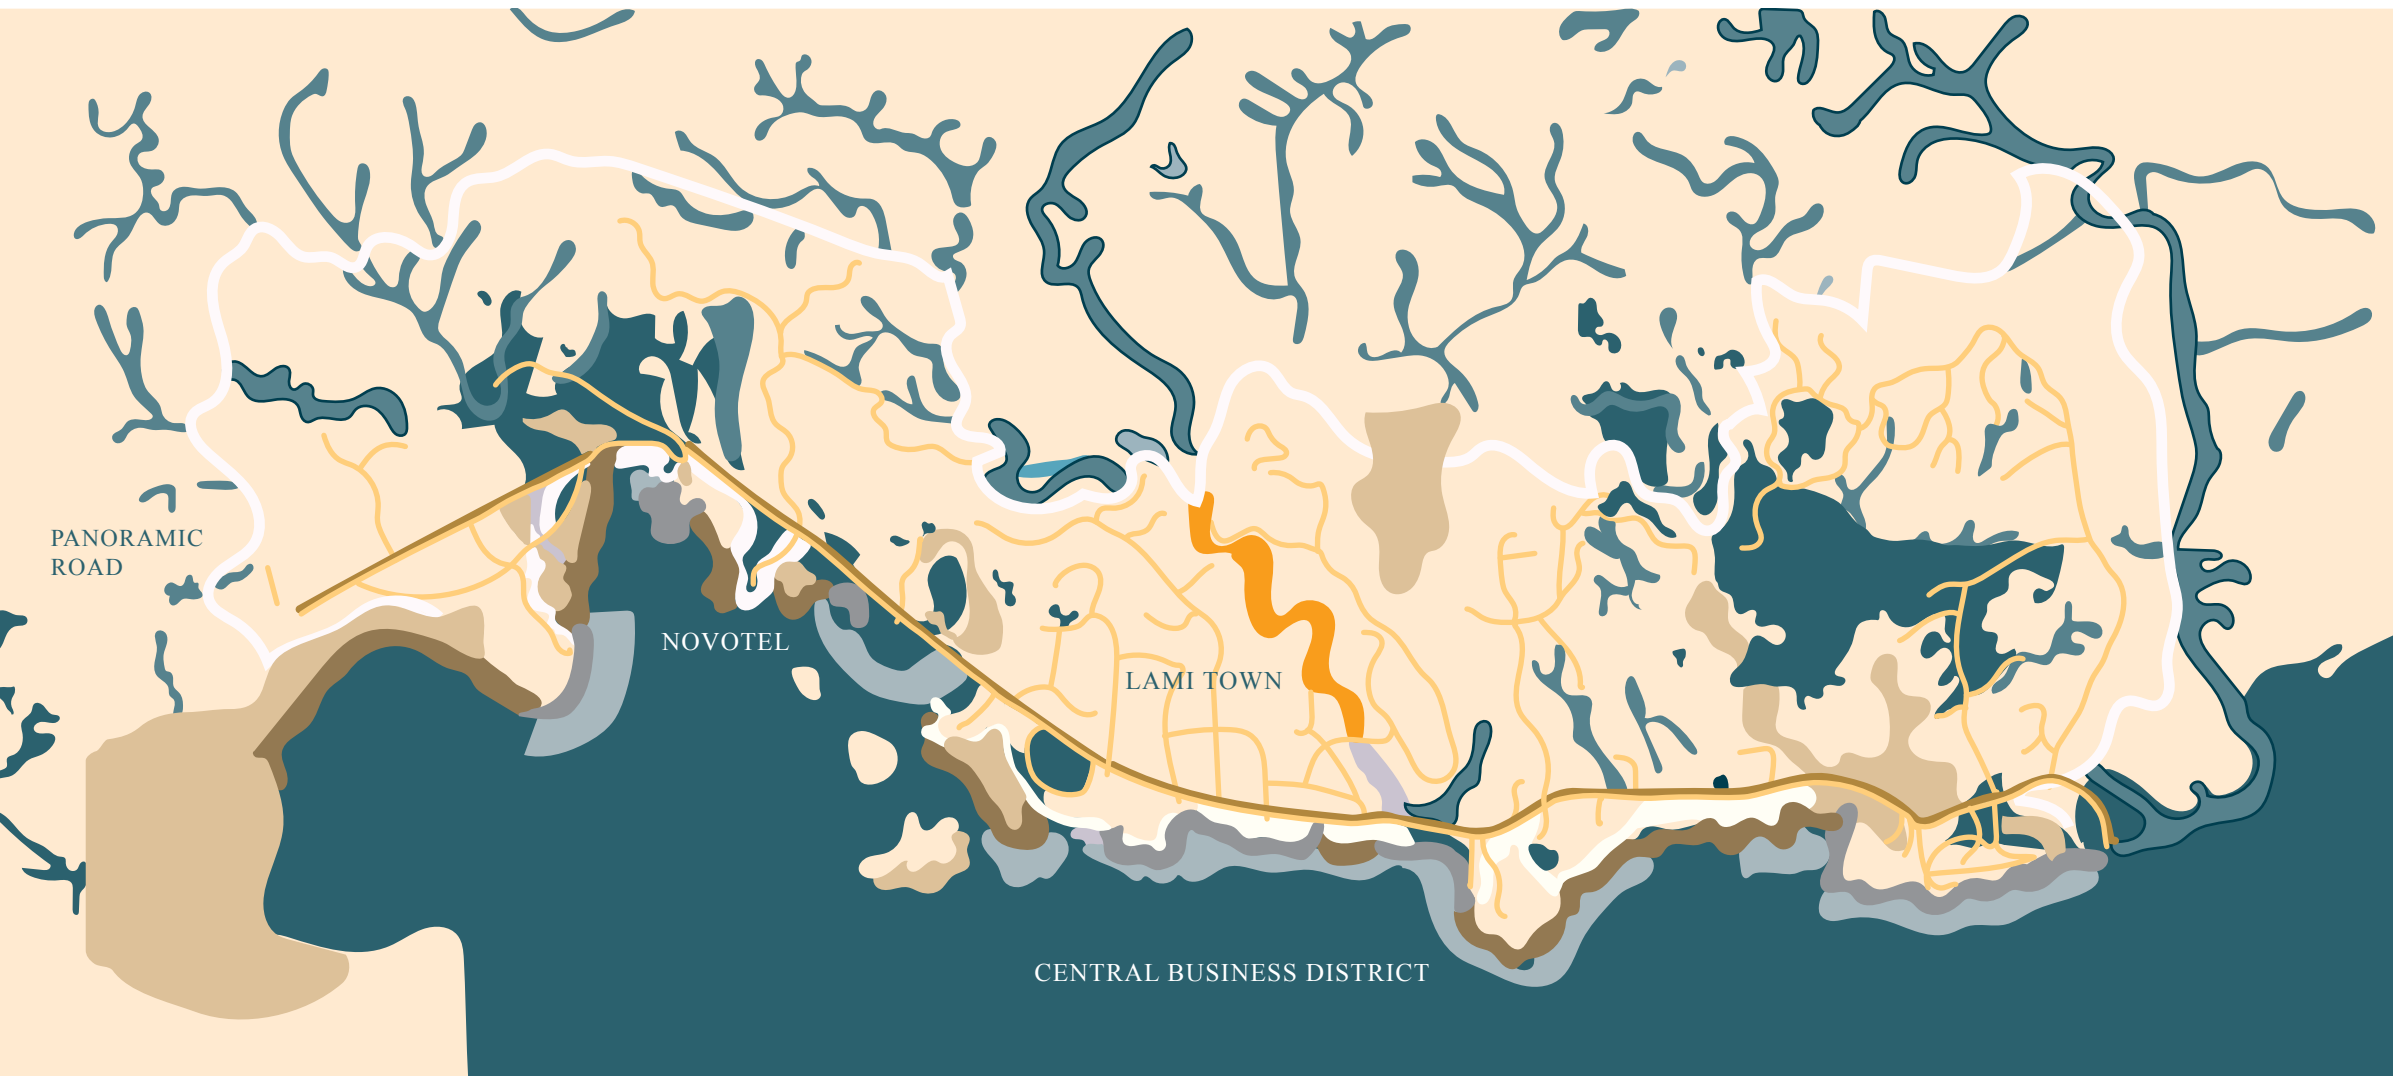 PANORAMIC
ROAD
NOVOTEL
LAMI TOWN
CENTRAL BUSINESS DISTRICT